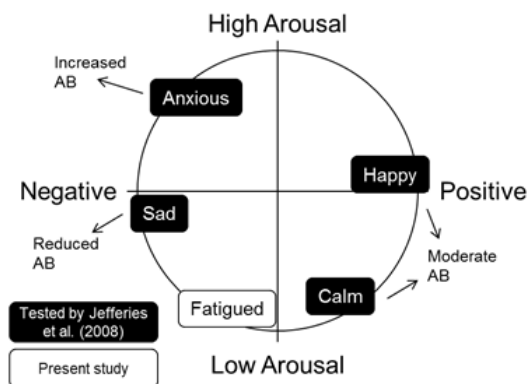 High Arousal
Increased
AB
Anxious
Happy
Negative
Positive
Sad
Reduced
AB
Moderate
AB
Fatigued
Calm
Tested by Jefferies
et al. (2008)
Present study
Low Arousal